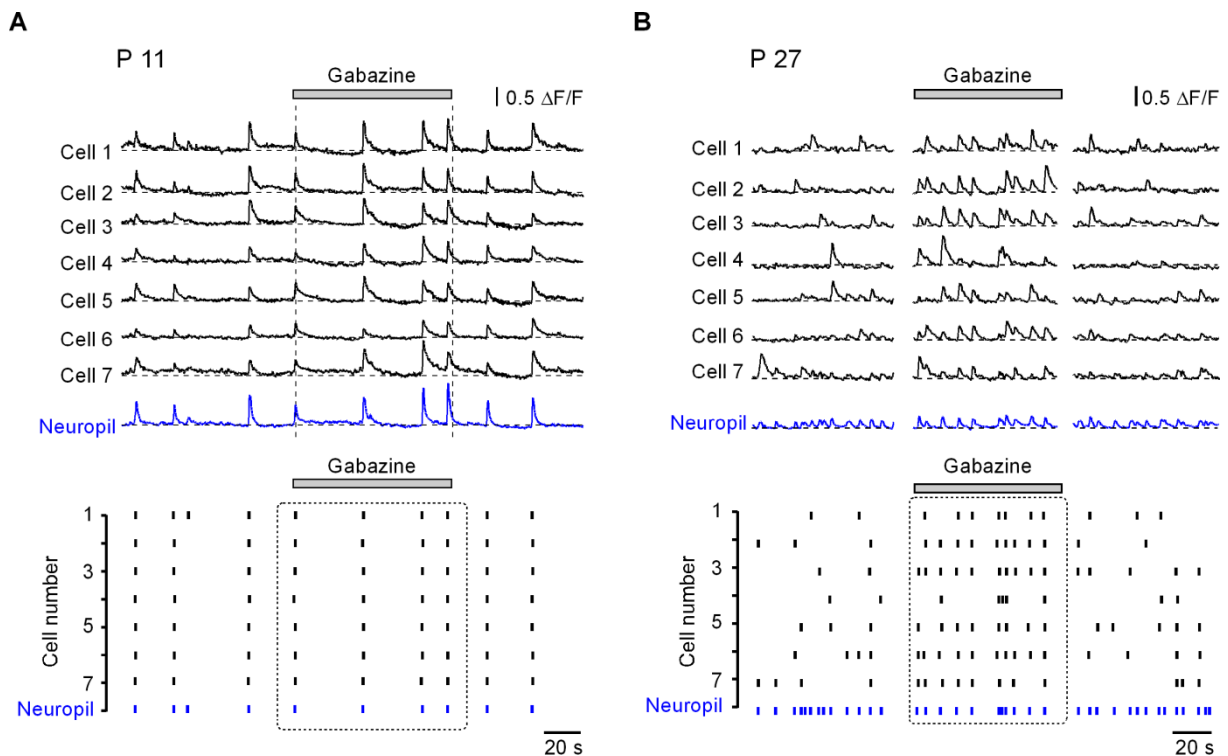 A
P 11
Gabazine
0.5 ΔF/F
Cell 1
Cell 2
Cell 3
Cell 4
Cell 5
Cell 6
Cell 7
Neuropil
Gabazine
1
3
5
7
Cell number
Neuropil
20 s
B
P 27
Gabazine
0.5 ΔF/F
Cell 1
Cell 2
Cell 3
Cell 4
Cell 5
Cell 6
Cell 7
Neuropil
Gabazine
1
3
5
7
Cell number
Neuropil
20 s